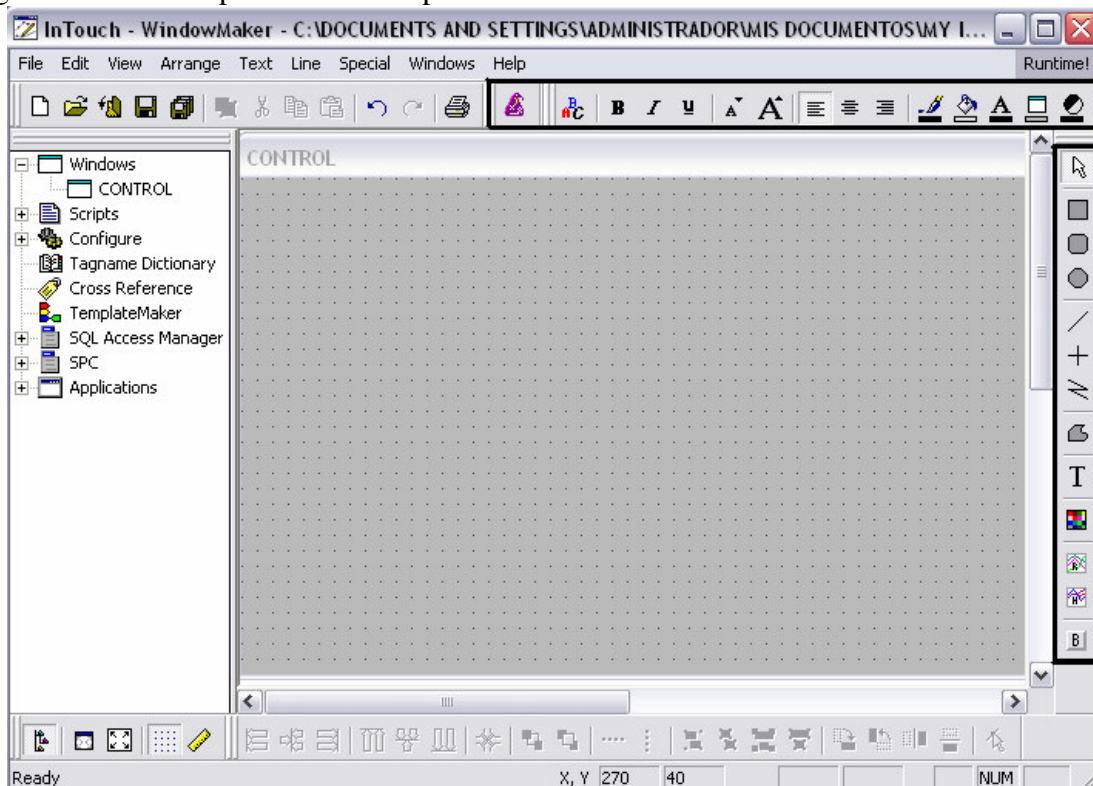 InTouch - WindowMaker - C:\DOCUMENTS AND SETTINGS\ADMINISTRADOR\MIS DOCUMENTOS\MY I...
File Edit View Arrange Text Line Special Windows Help Runtime!
A B C B I U A A A
CONTROL
Windows
CONTROL
Scripts
Configure
Tagname Dictionary
Cross Reference
TemplateMaker
SQL Access Manager
SPC
Applications
T
R
H
B
Ready X, Y 270 40 NUM